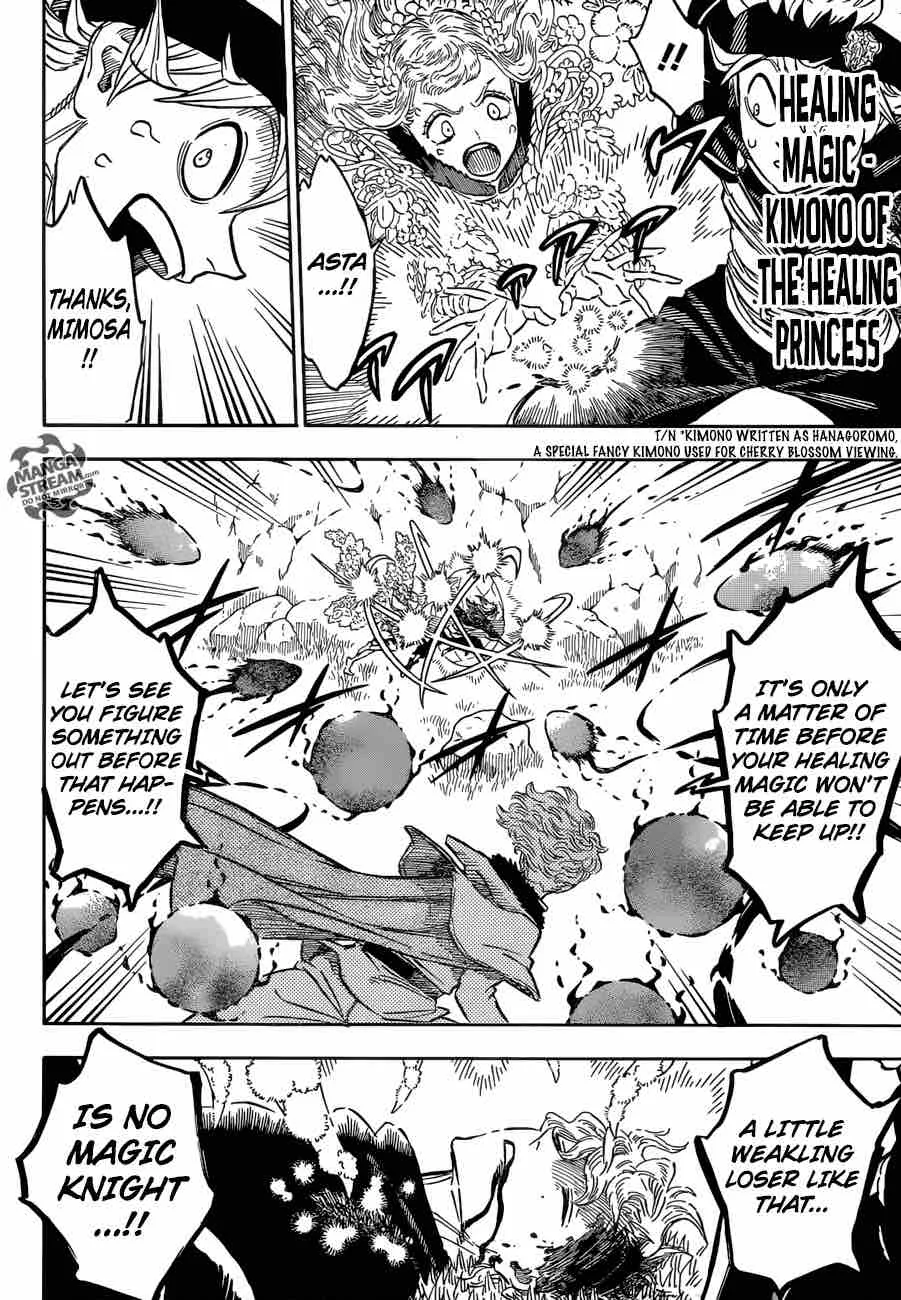 HEALING
MAGIC -
KIMONO OF
THE HEALING
PRINCESS
!!
ASTA
...!!
THANKS,
MIMOSA
!!
T/N "KIMONO WRITTEN AS HANAGOROMO,
A SPECIAL FANCY KIMONO USED FOR CHERRY BLOSSOM VIEWING.
MANGA
STREAM.com
DO NOT MIRROR
IT'S ONLY
A MATTER OF
TIME BEFORE
YOUR HEALING
MAGIC WON'T
BE ABLE TO
KEEP UP!!
LET'S SEE
YOU FIGURE
SOMETHING
OUT BEFORE
THAT HAP-
PENS...!!
A LITTLE
WEAKLING
LOSER LIKE
THAT...
IS NO
MAGIC
KNIGHT
...!!